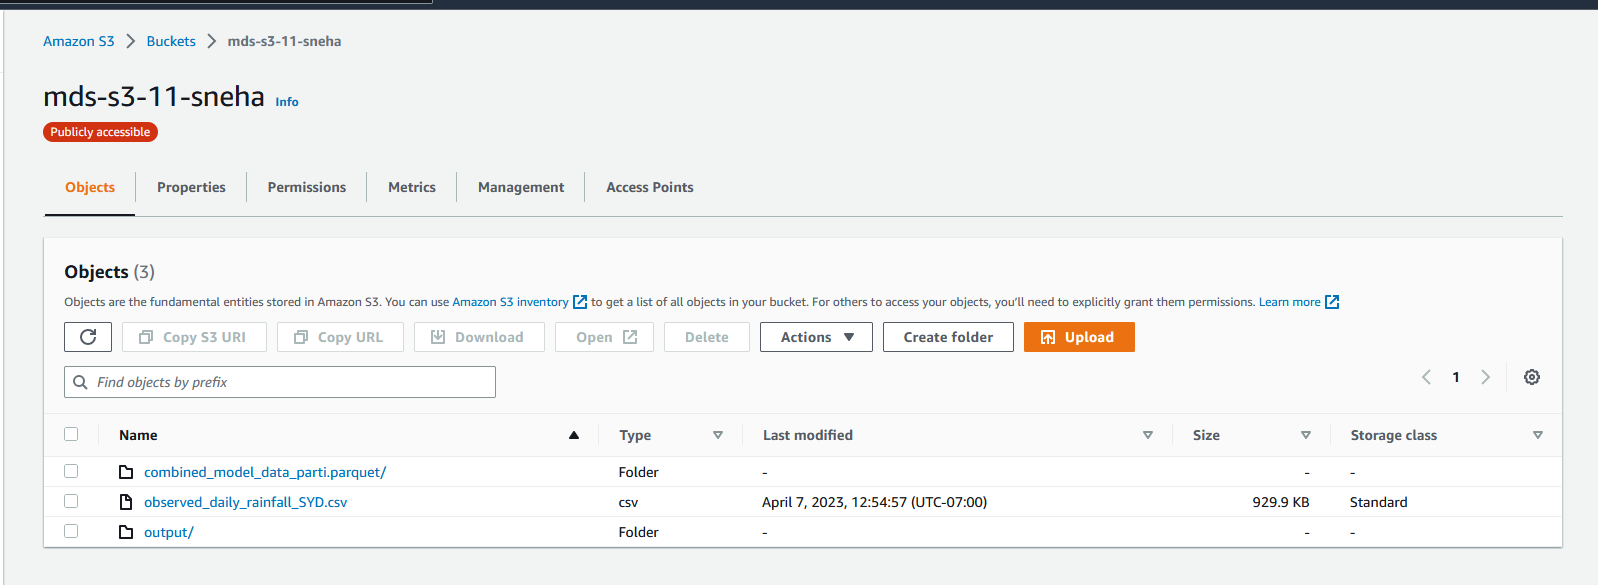 Amazon S3 > Buckets > mds-s3-11-sneha
mds-s3-11-sneha Info
Publicly accessible
Objects Properties Permissions Metrics Management Access Points
Objects (3)
Objects are the fundamental entities stored in Amazon S3. You can use Amazon S3 inventory to get a list of all objects in your bucket. For others to access your objects, you'll need to explicitly grant them permissions. Learn more
Copy S3 URI Copy URL Download Open Delete Actions Create folder Upload
Find objects by prefix
< 1 >
Name Type Last modified Size Storage class
combined_model_data_parti.parquet/ Folder - - -
observed_daily_rainfall_SYD.csv csv April 7, 2023, 12:54:57 (UTC-07:00) 929.9 KB Standard
output/ Folder - - -